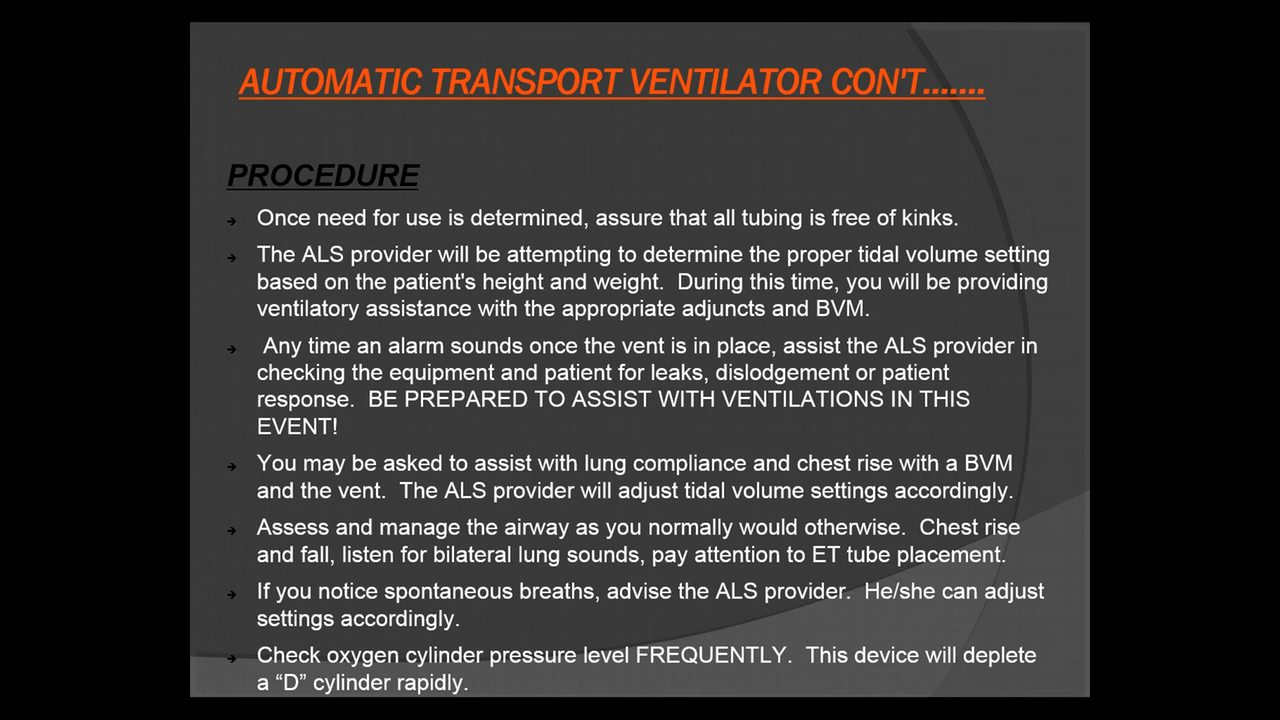 AUTOMATIC TRANSPORT VENTILATOR CON'T.......
PROCEDURE
Once need for use is determined, assure that all tubing is free of kinks.
The ALS provider will be attempting to determine the proper tidal volume setting
based on the patient's height and weight.  During this time, you will be providing
ventilatory assistance with the appropriate adjuncts and BVM.
Any time an alarm sounds once the vent is in place, assist the ALS provider in
checking the equipment and patient for leaks, dislodgement or patient
response.  BE PREPARED TO ASSIST WITH VENTILATIONS IN THIS
EVENT!
You may be asked to assist with lung compliance and chest rise with a BVM
and the vent.  The ALS provider will adjust tidal volume settings accordingly.
Assess and manage the airway as you normally would otherwise.  Chest rise
and fall, listen for bilateral lung sounds, pay attention to ET tube placement.
If you notice spontaneous breaths, advise the ALS provider.  He/she can adjust
settings accordingly.
Check oxygen cylinder pressure level FREQUENTLY.  This device will deplete
a “D” cylinder rapidly.